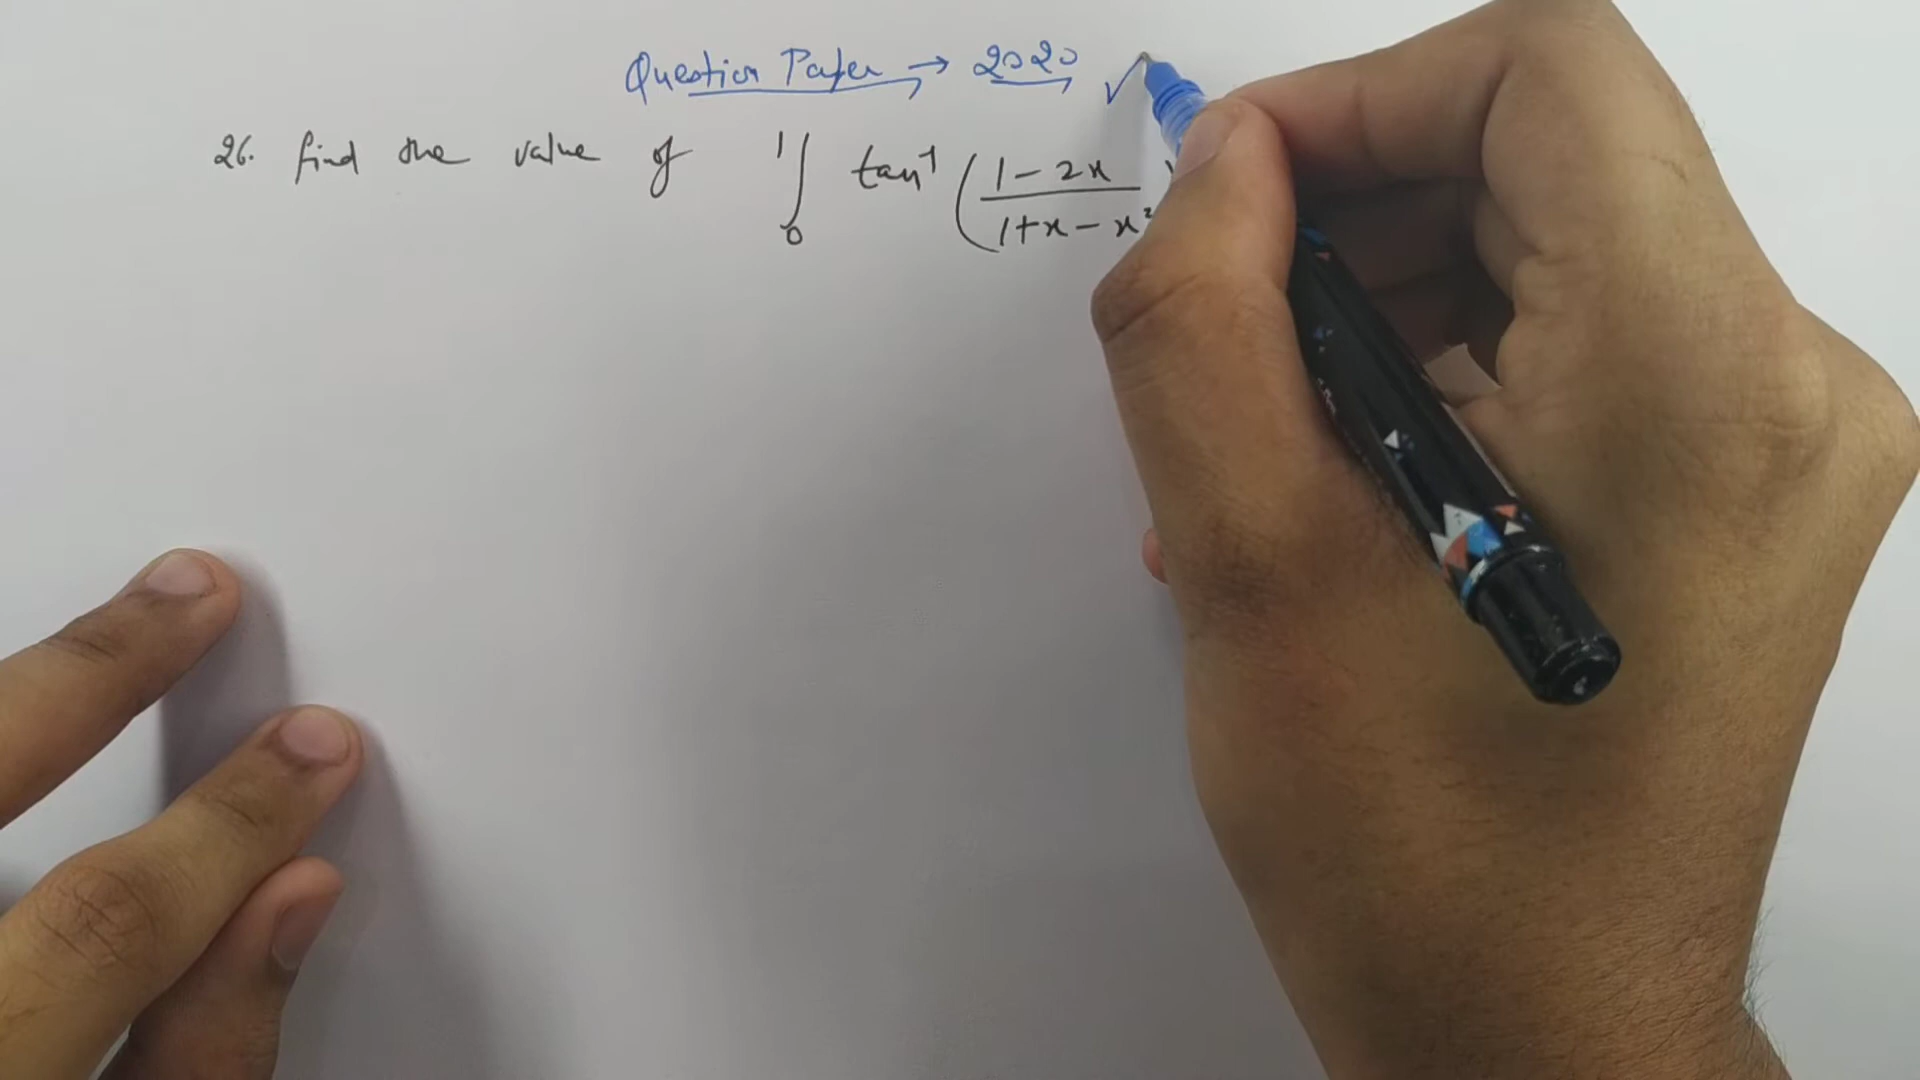 Question Paper → 2020 ✓
26. find the value of ∫₀¹ tan⁻¹ (1-2x / 1+x-x²